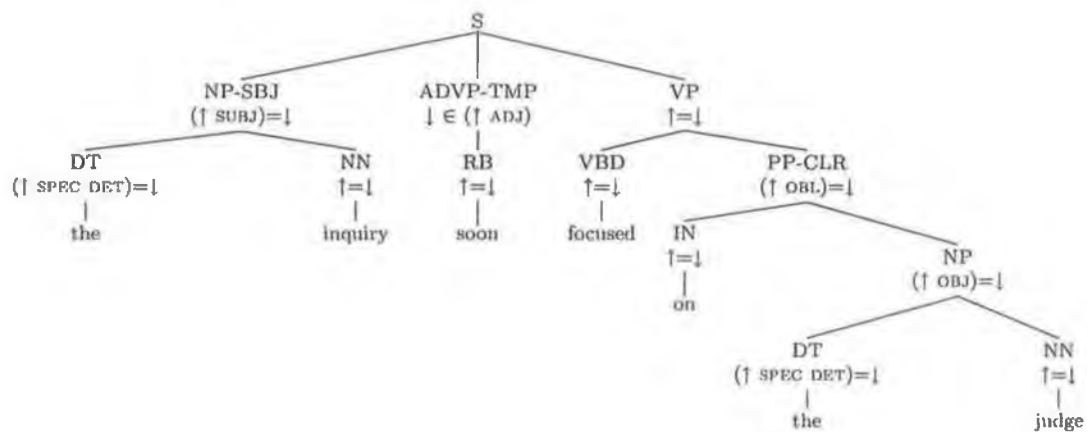 S
NP-SBJ ADVP-TMP VP
(↑ SUBJ)=↓ ↓ ∈ (↑ ADJ) ↑=↓
DT NN RB VBD PP-CLR
(↑ SPEC DET)=↓ ↑=↓ ↑=↓ ↑=↓ (↑ OBL)=↓
the inquiry soon focused IN NP
↑=↓ (↑ OBJ)=↓
on
DT NN
(↑ SPEC DET)=↓ ↑=↓
the judge